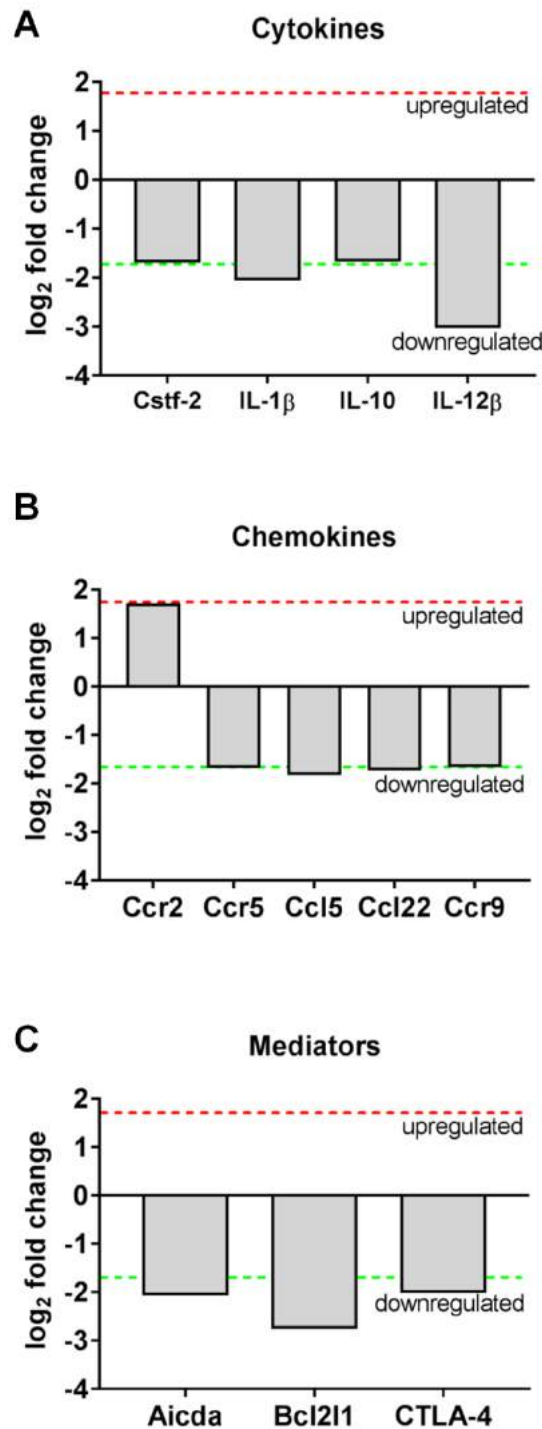 A
Cytokines
log2 fold change
2
1
0
-1
-2
-3
-4
upregulated
downregulated
Cstf-2 IL-1β IL-10 IL-12β
B
Chemokines
log2 fold change
2
1
0
-1
-2
-3
-4
upregulated
downregulated
Ccr2 Ccr5 Ccl5 Ccl22 Ccr9
C
Mediators
log2 fold change
2
1
0
-1
-2
-3
-4
upregulated
downregulated
Aicda Bcl2l1 CTLA-4